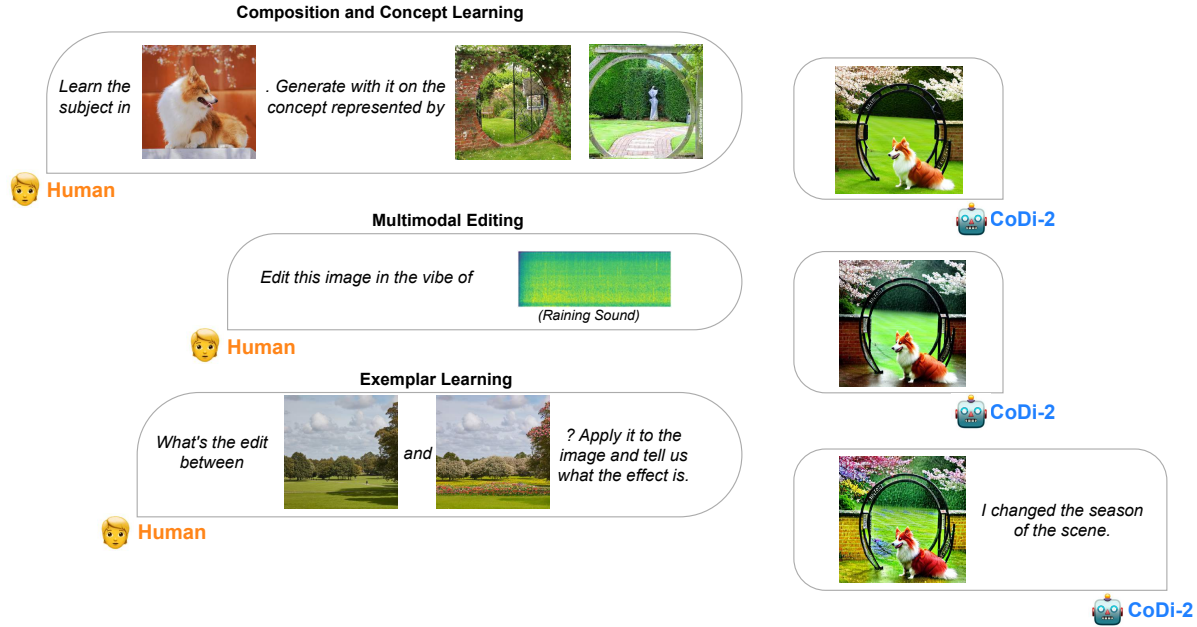 Composition and Concept Learning
Learn the
subject in
. Generate with it on the
concept represented by
Human
CoDi-2
Multimodal Editing
Edit this image in the vibe of
(Raining Sound)
Human
CoDi-2
Exemplar Learning
What's the edit
between
and
? Apply it to the
image and tell us
what the effect is.
Human
I changed the season
of the scene.
CoDi-2